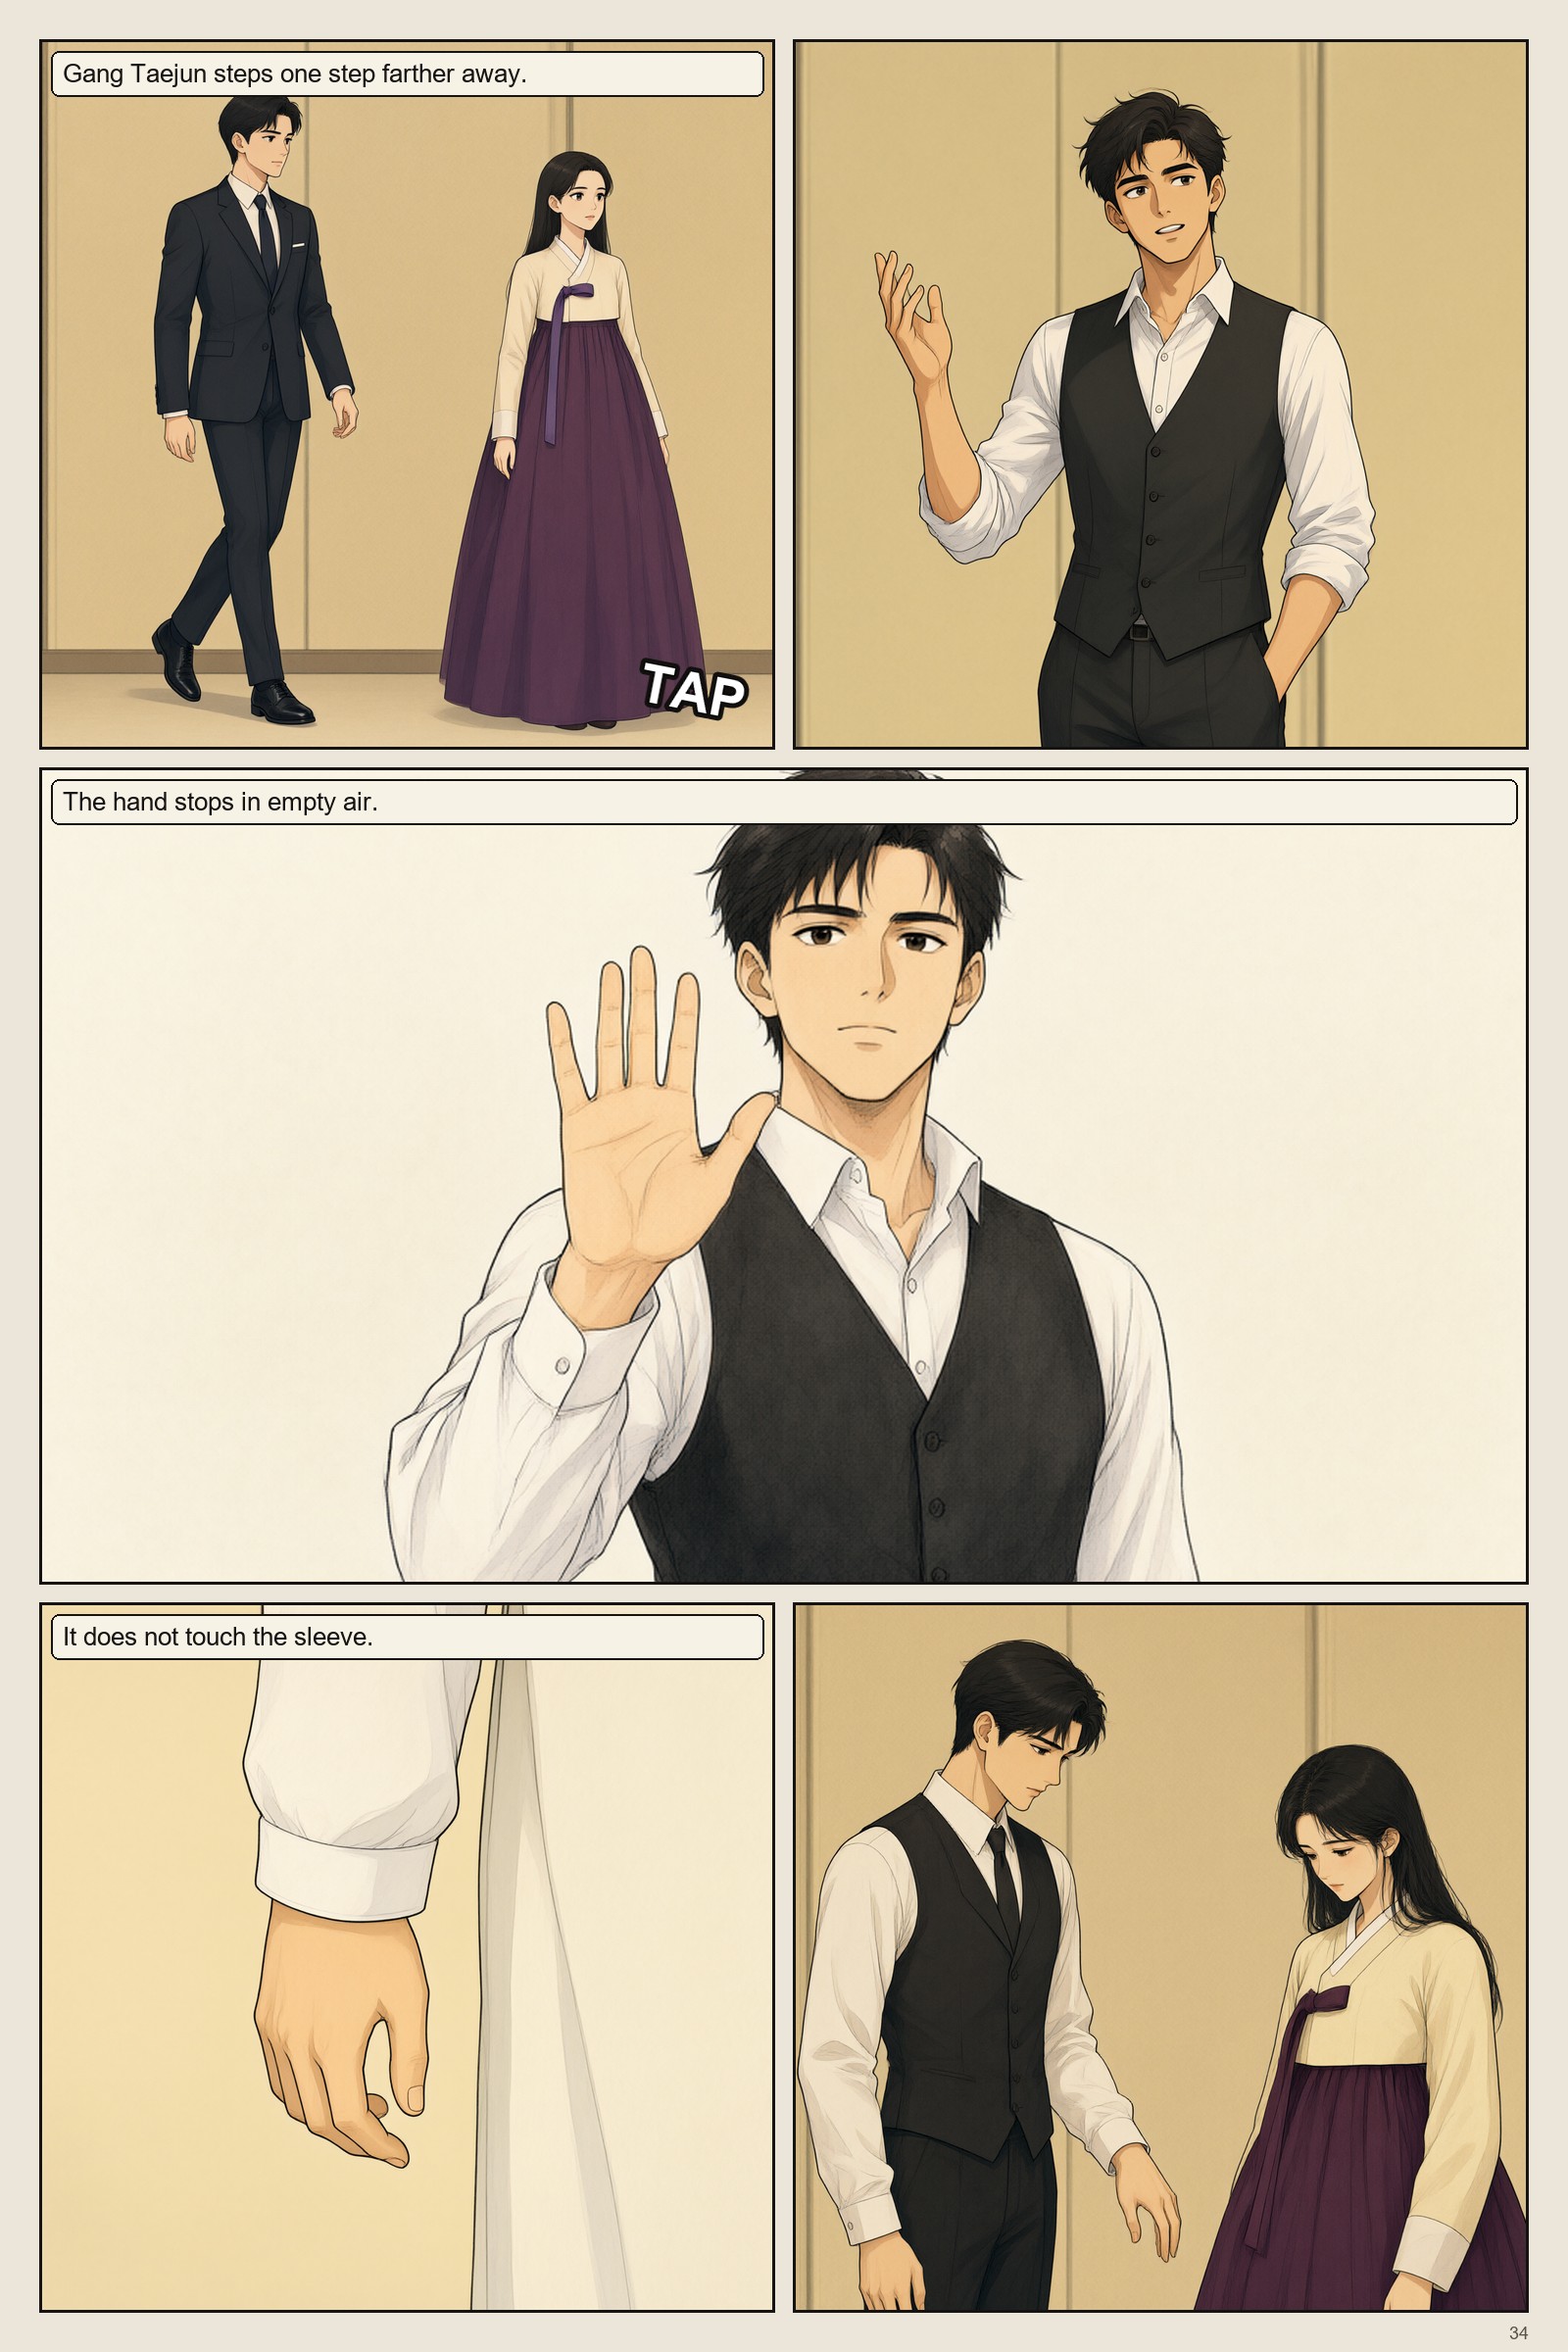 Gang Taejun steps one step farther away.
TAP
The hand stops in empty air.
It does not touch the sleeve.
34